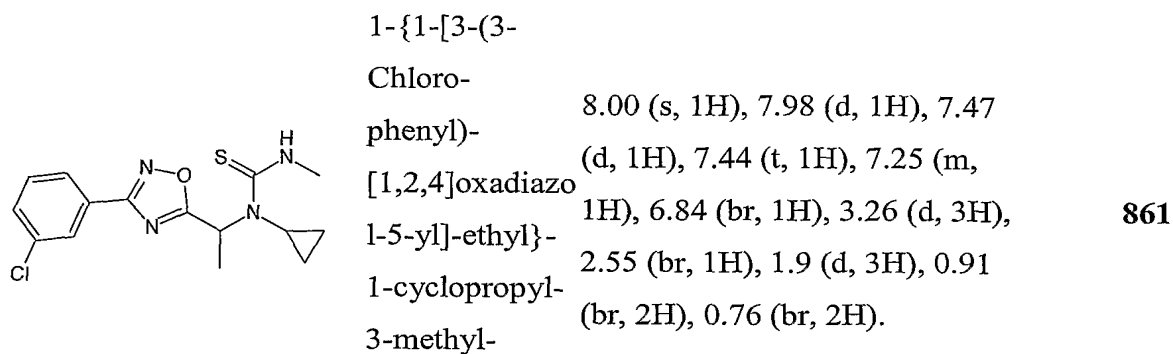 1-{1-[3-(3-
Chloro-
phenyl)-
[1,2,4]oxadiazo
l-5-yl]-ethyl}-
1-cyclopropyl-
3-methyl-
8.00 (s, 1H), 7.98 (d, 1H), 7.47
(d, 1H), 7.44 (t, 1H), 7.25 (m,
1H), 6.84 (br, 1H), 3.26 (d, 3H),
2.55 (br, 1H), 1.9 (d, 3H), 0.91
(br, 2H), 0.76 (br, 2H).
861
H
S
N
N
O
N
N
Cl